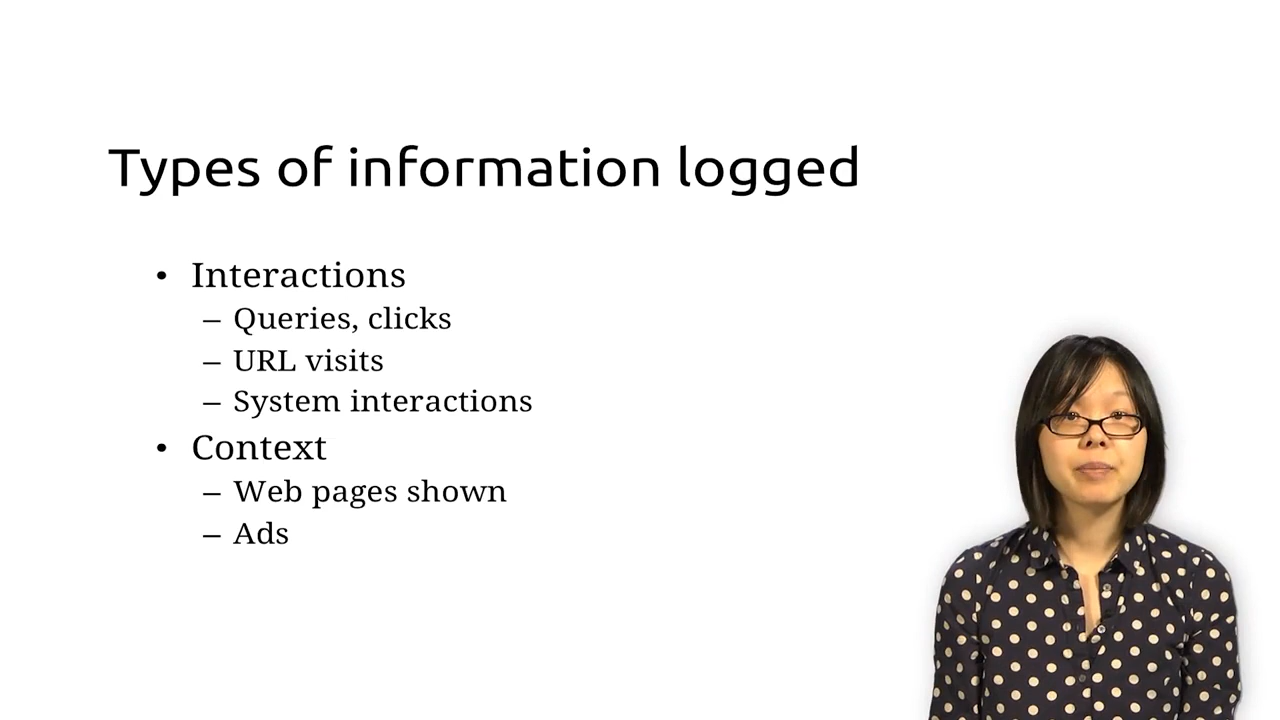 Types of information logged
• Interactions
– Queries, clicks
– URL visits
– System interactions
• Context
– Web pages shown
– Ads